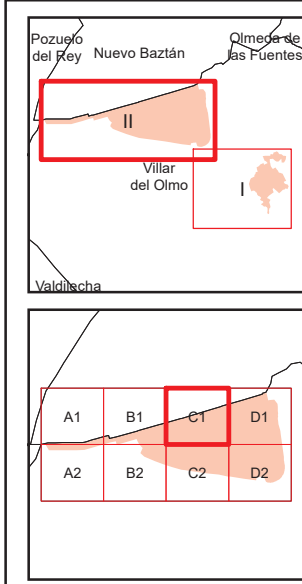 Pozuelo
del Rey
Nuevo Baztán
Olmeda de
las Fuentes
II
Villar
del Olmo
I
Valdilecha
A1
B1
C1
D1
A2
B2
C2
D2